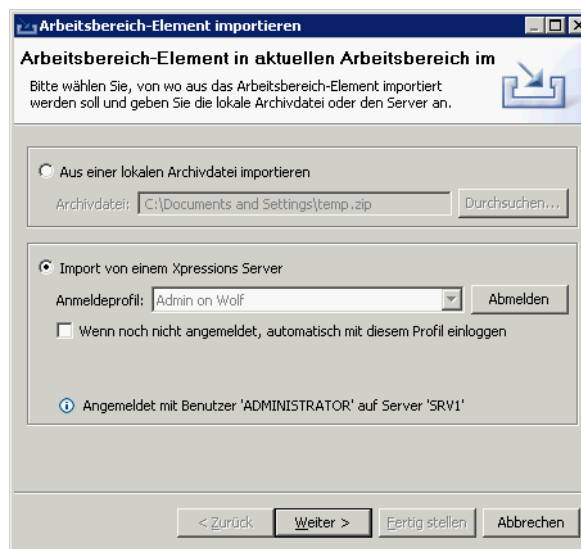 Arbeitsbereich-Element importieren
Arbeitsbereich-Element in aktuellen Arbeitsbereich im
Bitte wählen Sie, von wo aus das Arbeitsbereich-Element importiert
werden soll und geben Sie die lokale Archivdatei oder den Server an.
Aus einer lokalen Archivdatei importieren
Archivdatei: C:\Documents and Settings\temp.zip Durchsuchen...
Import von einem Xpressions Server
Anmeldeprofil: Admin on Wolf Abmelden
Wenn noch nicht angemeldet, automatisch mit diesem Profil einloggen
Angemeldet mit Benutzer 'ADMINISTRATOR' auf Server 'SRV1'
< Zurück Weiter > Fertig stellen Abbrechen